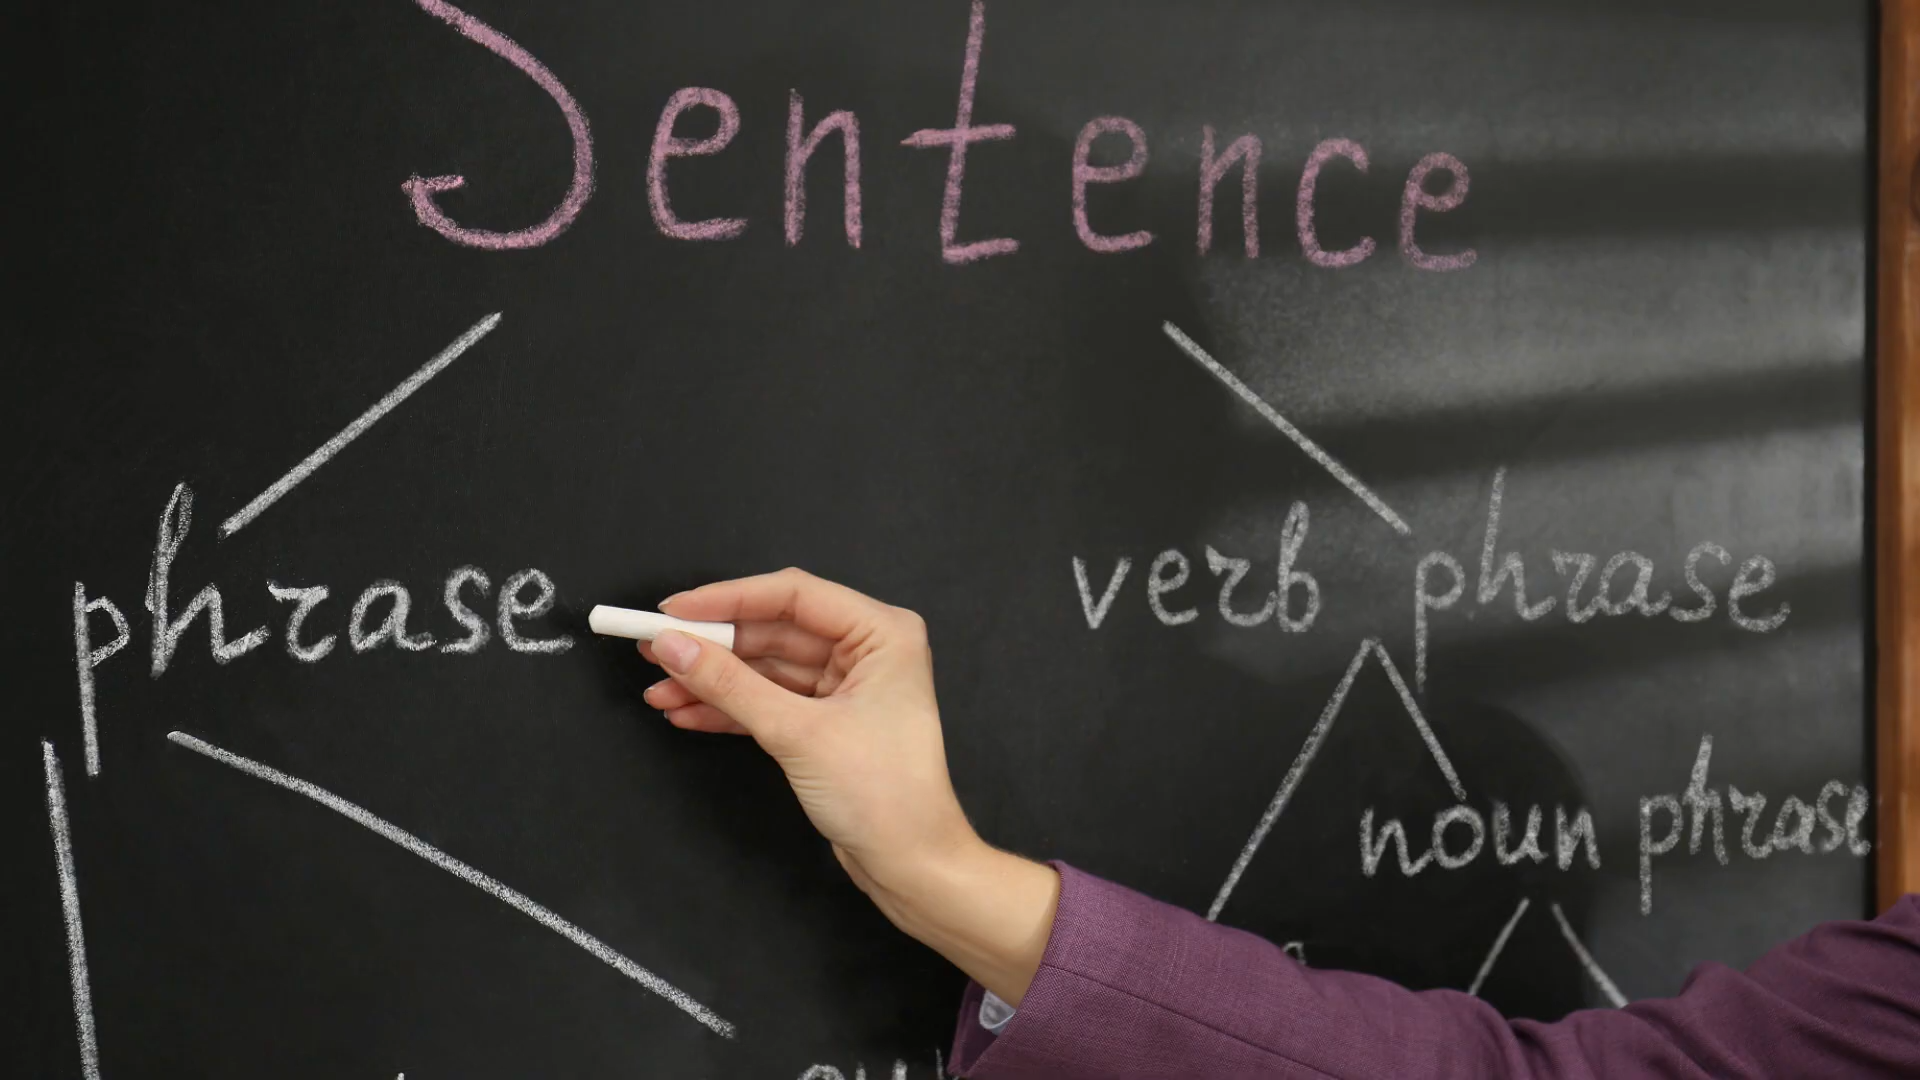 Sentence
phrase
verb phrase
noun phrase